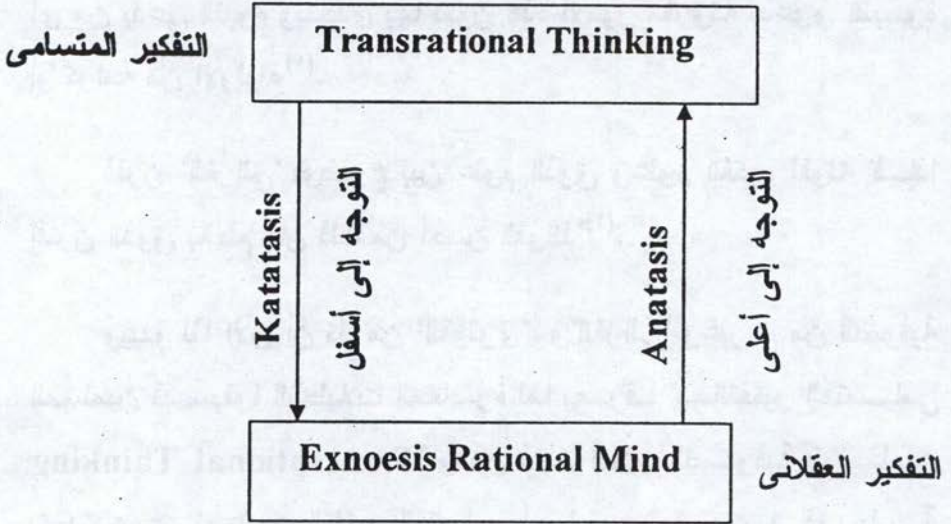 Transrational Thinking
التفكير المتسامى
Katatasis
التوجه إلى أسفل
Anatasis
التوجه إلى أعلى
Exnoesis Rational Mind
التفكير العقلانى